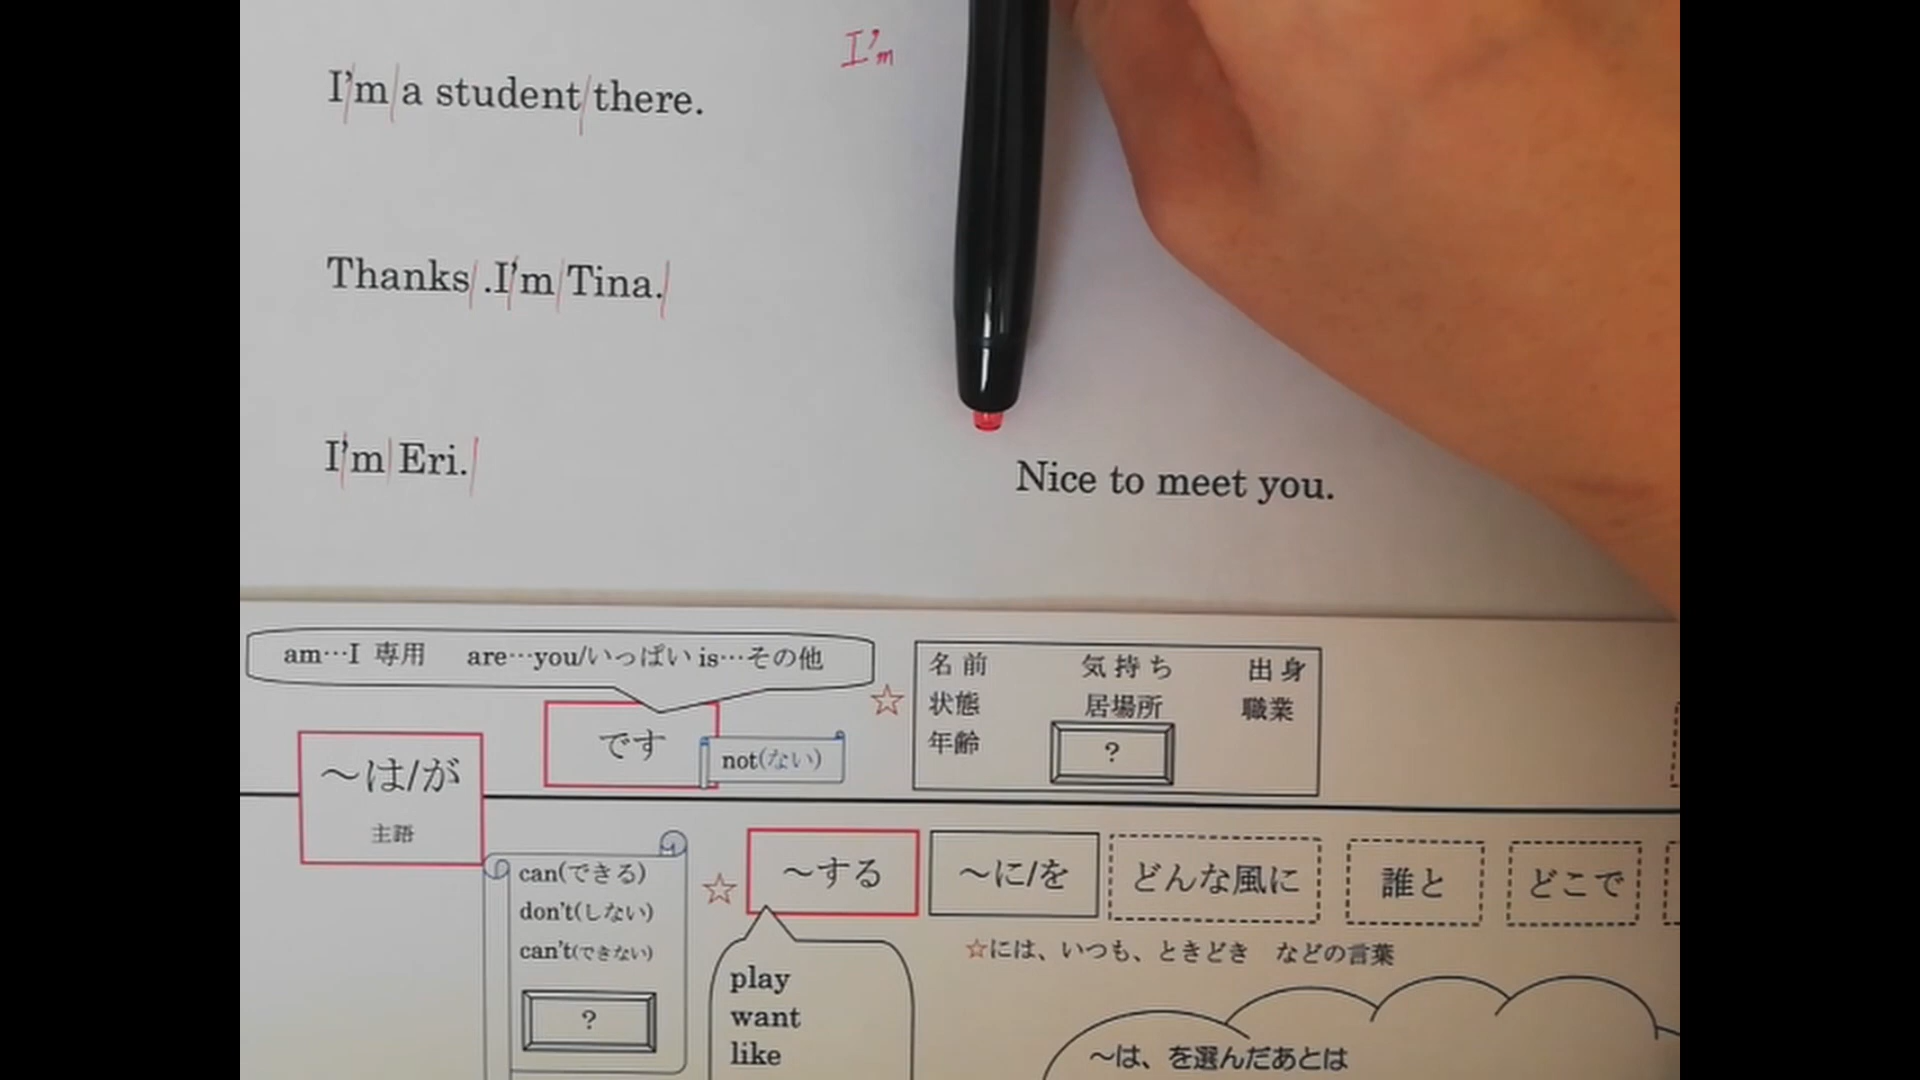 I'm
I'm a student there.
Thanks .I'm Tina.
I'm Eri.
Nice to meet you.
am…I 専用 are…you/いっぱい is…その他
☆
名前 気持ち 出身
状態 居場所 職業
年齢 ?
です
not(ない)
～は/が
主語
can(できる)
don't(しない)
can't(できない)
?
☆
～する
～に/を
どんな風に
誰と
どこで
☆には、いつも、ときどき などの言葉
play
want
like
～は、を選んだあとは